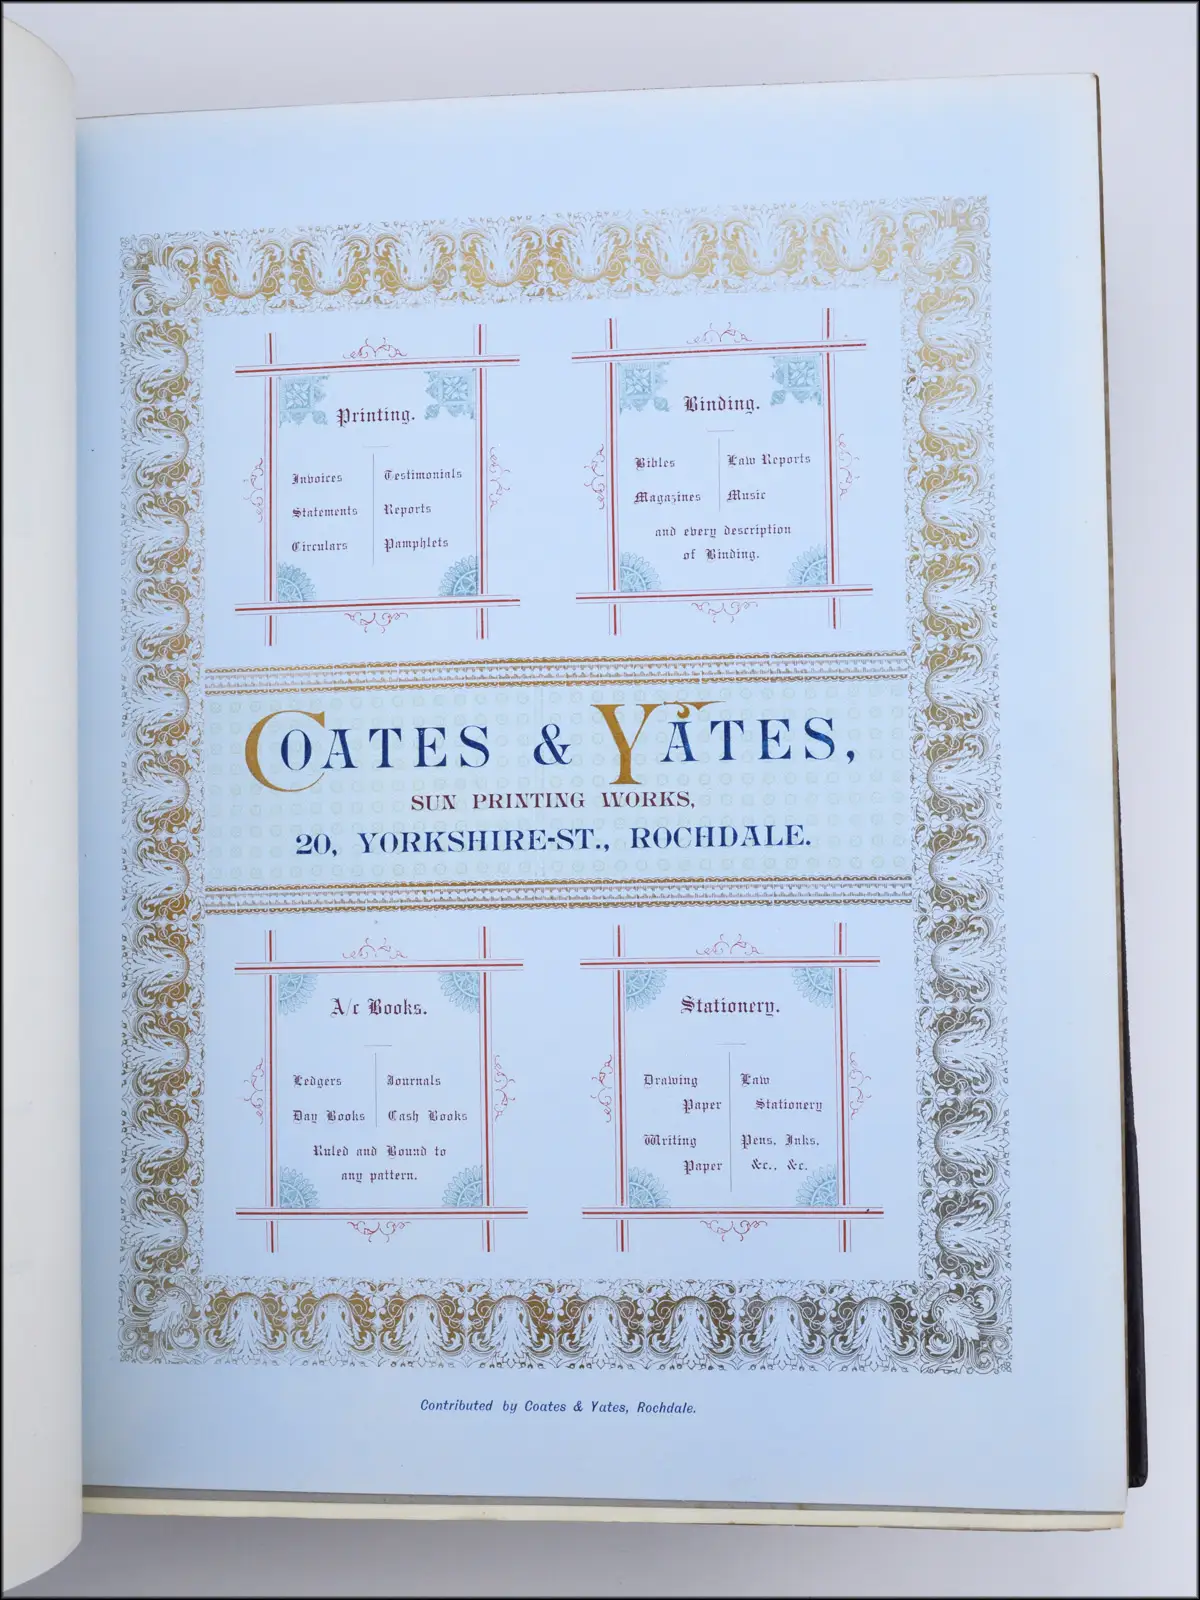 Printing.
Invoices
Statements
Circulars
Testimonials
Reports
Pamphlets
Binding.
Bibles
Magazines
Law Reports
Music
and every description
of Binding.
COATES & YATES,
SUN PRINTING WORKS,
20, YORKSHIRE-ST., ROCHDALE.
A/c Books.
Ledgers
Day Books
Journals
Cash Books
Ruled and Bound to
any pattern.
Stationery.
Drawing
Paper
Writing
Paper
Law
Stationery
Pens, Inks,
&c., &c.
Contributed by Coates & Yates, Rochdale.